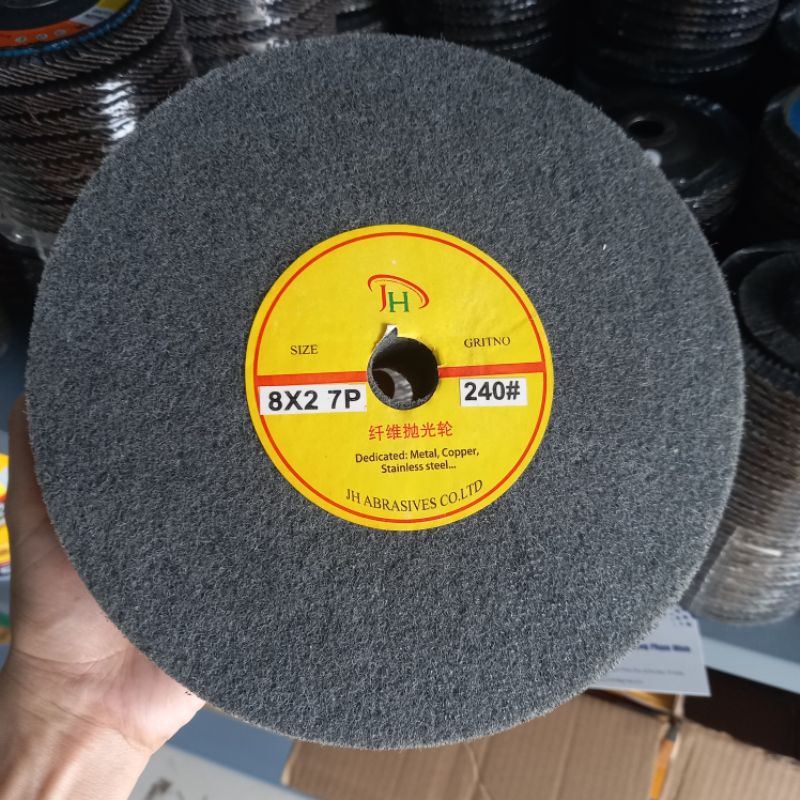 JH
SIZE
GRITNO
8X2 7P
240#
纤维抛光轮
Dedicated: Metal, Copper,
Stainless steel...
JH ABRASIVES CO.LTD